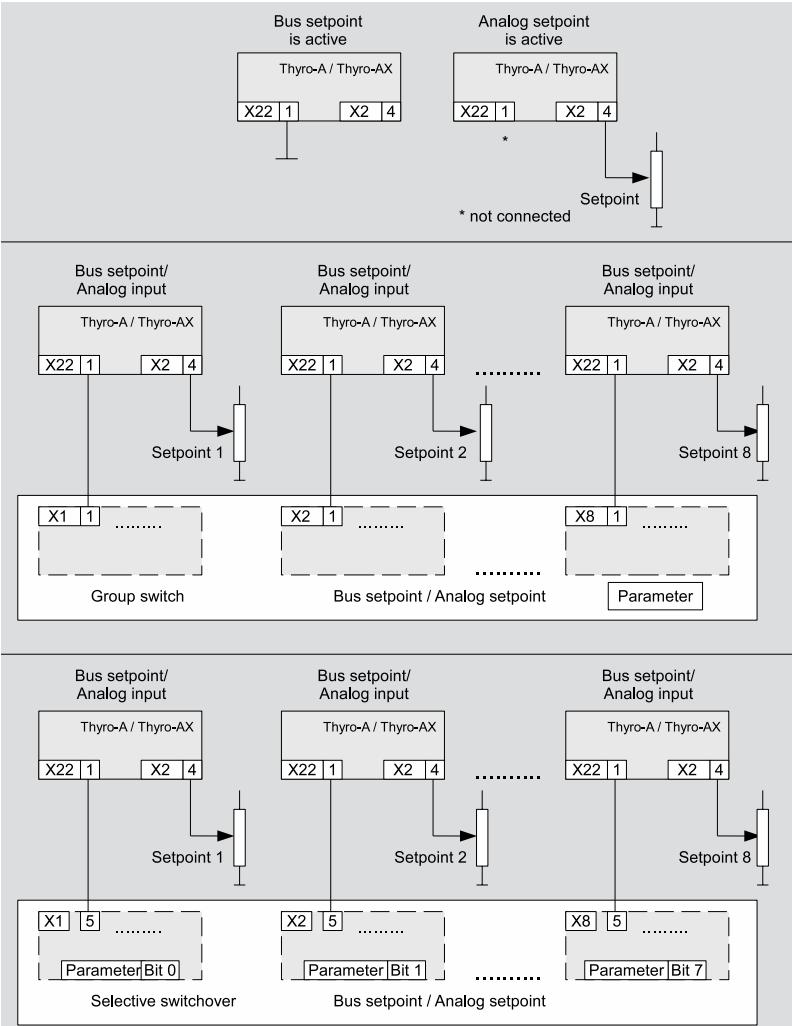 Bus setpoint
is active
Analog setpoint
is active
Thyro-A / Thyro-AX
Thyro-A / Thyro-AX
X22 1 X2 4
X22 1 X2 4
*
Setpoint
* not connected
Bus setpoint/
Analog input
Bus setpoint/
Analog input
Bus setpoint/
Analog input
Thyro-A / Thyro-AX
Thyro-A / Thyro-AX
Thyro-A / Thyro-AX
X22 1 X2 4
X22 1 X2 4
..........
X22 1 X2 4
Setpoint 1
Setpoint 2
Setpoint 8
X1 1 .........
X2 1 .........
X8 1 .........
..........
Group switch
Bus setpoint / Analog setpoint
Parameter
Bus setpoint/
Analog input
Bus setpoint/
Analog input
Bus setpoint/
Analog input
Thyro-A / Thyro-AX
Thyro-A / Thyro-AX
Thyro-A / Thyro-AX
X22 1 X2 4
X22 1 X2 4
..........
X22 1 X2 4
Setpoint 1
Setpoint 2
Setpoint 8
X1 5 .........
X2 5 .........
X8 5 .........
Parameter Bit 0
Parameter Bit 1
..........
Parameter Bit 7
Selective switchover
Bus setpoint / Analog setpoint